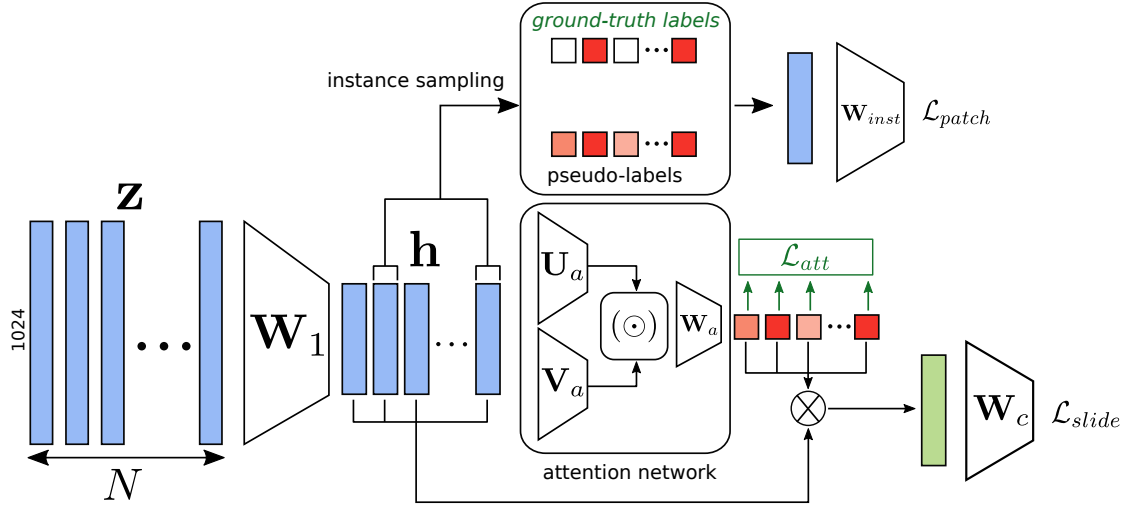 ground-truth labels
...
instance sampling
W_inst
L_patch
...
pseudo-labels
z
h
U_a
L_att
1024
W_1
(⊙)
W_a
...
...
...
V_a
W_c
L_slide
N
attention network